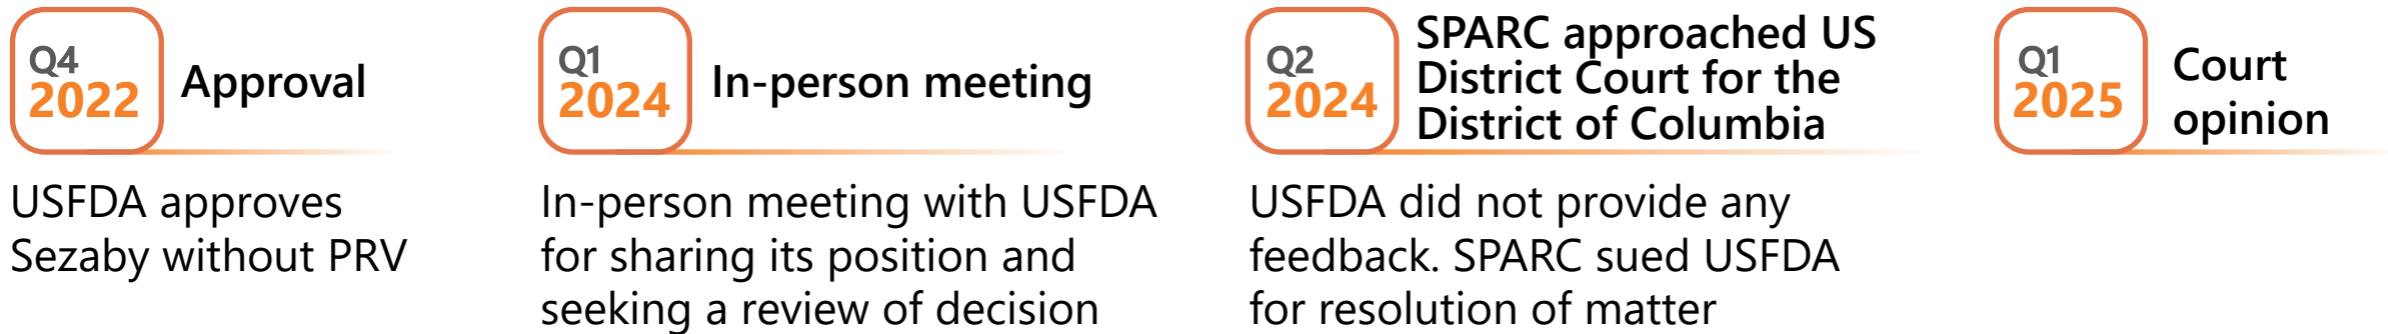 Q4
2022
Approval
USFDA approves
Sezaby without PRV
Q1
2024
In-person meeting
In-person meeting with USFDA
for sharing its position and
seeking a review of decision
Q2
2024
SPARC approached US
District Court for the
District of Columbia
USFDA did not provide any
feedback. SPARC sued USFDA
for resolution of matter
Q1
2025
Court
opinion